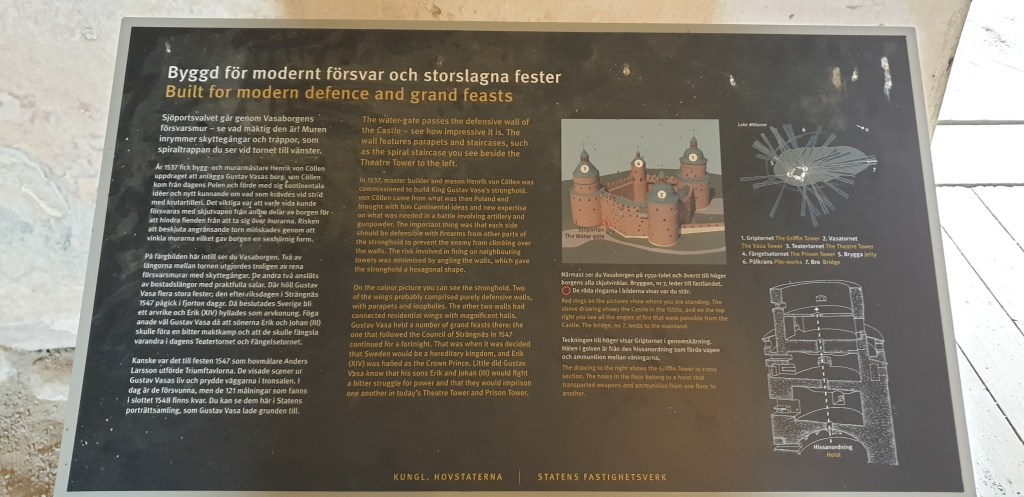 Byggd för modernt försvar och storslagna fester
Built for modern defence and grand feasts
Sjöportsvalvet går genom Vasaborgens
försvarsmur – se vad mäktig den är! Muren
inrymmer skyttegångar och trappor, som
spiraltrappan du ser vid tornet till vänster.
År 1537 fick bygg- och murarmästare Henrik von Cöllen
uppdraget att anlägga Gustav Vasas borg. von Cöllen
kom från dagens Polen och förde med sig kontinentala
idéer och nytt kunnande om vad som krävdes vid strid
med krutartilleri. Det viktiga var att varje sida kunde
försvaras med skjutvapen från andra delar av borgen för
att hindra fienden från att ta sig över murarna. Risken
att beskjuta angränsande torn minskades genom att
vinkla murarna vilket gav borgen en sexhörnig form.
På färgbilden här intill ser du Vasaborgen. Två av
längorna mellan tornen utgjordes troligen av rena
försvarsmurar med skyttegångar. De andra två anslöts
av bostadslängor med praktfulla salar. Där höll Gustav
Vasa flera stora fester; den efter riksdagen i Strängnäs
1547 pågick i fjorton dagar. Då beslutades Sverige bli
ett arvrike och Erik (XIV) hyllades som arvkonung. Föga
anade väl Gustav Vasa då att sönerna Erik och Johan (III)
skulle föra en bitter maktkamp och att de skulle fängsla
varandra i dagens Teatertornet och Fängelsetornet.
Kanske var det till festen 1547 som hovmålare Anders
Larsson utförde Triumftavlorna. De visade scener ur
Gustav Vasas liv och prydde väggarna i tronsalen. I
dag är de försvunna, men de 121 målningar som fanns
i slottet 1548 finns kvar. Du kan se dem här i Statens
porträttsamling, som Gustav Vasa lade grunden till.
The water-gate passes the defensive wall of
the Castle – see how impressive it is. The
wall features parapets and staircases, such
as the spiral staircase you see beside the
Theatre Tower to the left.
In 1537, master builder and mason Henrik von Cöllen was
commissioned to build King Gustav Vasa's stronghold.
von Cöllen came from what was then Poland and
brought with him Continental ideas and new expertise
on what was needed in a battle involving artillery and
gunpowder. The important thing was that each side
should be defensible with firearms from other parts of
the stronghold to prevent the enemy from climbing over
the walls. The risk involved in firing on neighbouring
towers was minimised by angling the walls, which gave
the stronghold a hexagonal shape.
On the colour picture you can see the stronghold. Two
of the wings probably comprised purely defensive walls,
with parapets and loopholes. The other two walls had
connected residential wings with magnificent halls.
Gustav Vasa held a number of grand feasts there; the
one that followed the Council of Strängnäs in 1547
continued for a fortnight. That was when it was decided
that Sweden would be a hereditary kingdom, and Erik
(XIV) was hailed as the Crown Prince. Little did Gustav
Vasa know that his sons Erik and Johan (III) would fight
a bitter struggle for power and that they would imprison
one another in today's Theatre Tower and Prison Tower.
Sjöporten
The Water-gate
Närmast ser du Vasaborgen på 1550-talet och överst till höger
borgens alla skjutvinklar. Bryggan, nr 7, leder till fastlandet.
De röda ringarna i bilderna visar var du står.
Red rings on the pictures show where you are standing. The
above drawing shows the Castle in the 1550s, and on the top
right you see all the angles of fire that were possible from the
Castle. The bridge, no 7, leads to the mainland.
Teckningen till höger visar Griptornet i genomskärning.
Hålen i golven är från den hissanordning som förde vapen
och ammunition mellan våningarna.
The drawing to the right shows the Griffin Tower in cross
section. The holes in the floor belong to a hoist that
transported weapons and ammunition from one floor to
another.
Lake Mälaren
5
7
1. Griptornet The Griffin Tower 2. Vasatornet
The Vasa Tower 3. Teatertornet The Theatre Tower
4. Fängelsetornet The Prison Tower 5. Brygga Jetty
6. Pålkrans Pile-works 7. Bro Bridge
Hissanordning
Hoist
KUNGL. HOVSTATERNA | STATENS FASTIGHETSVERK